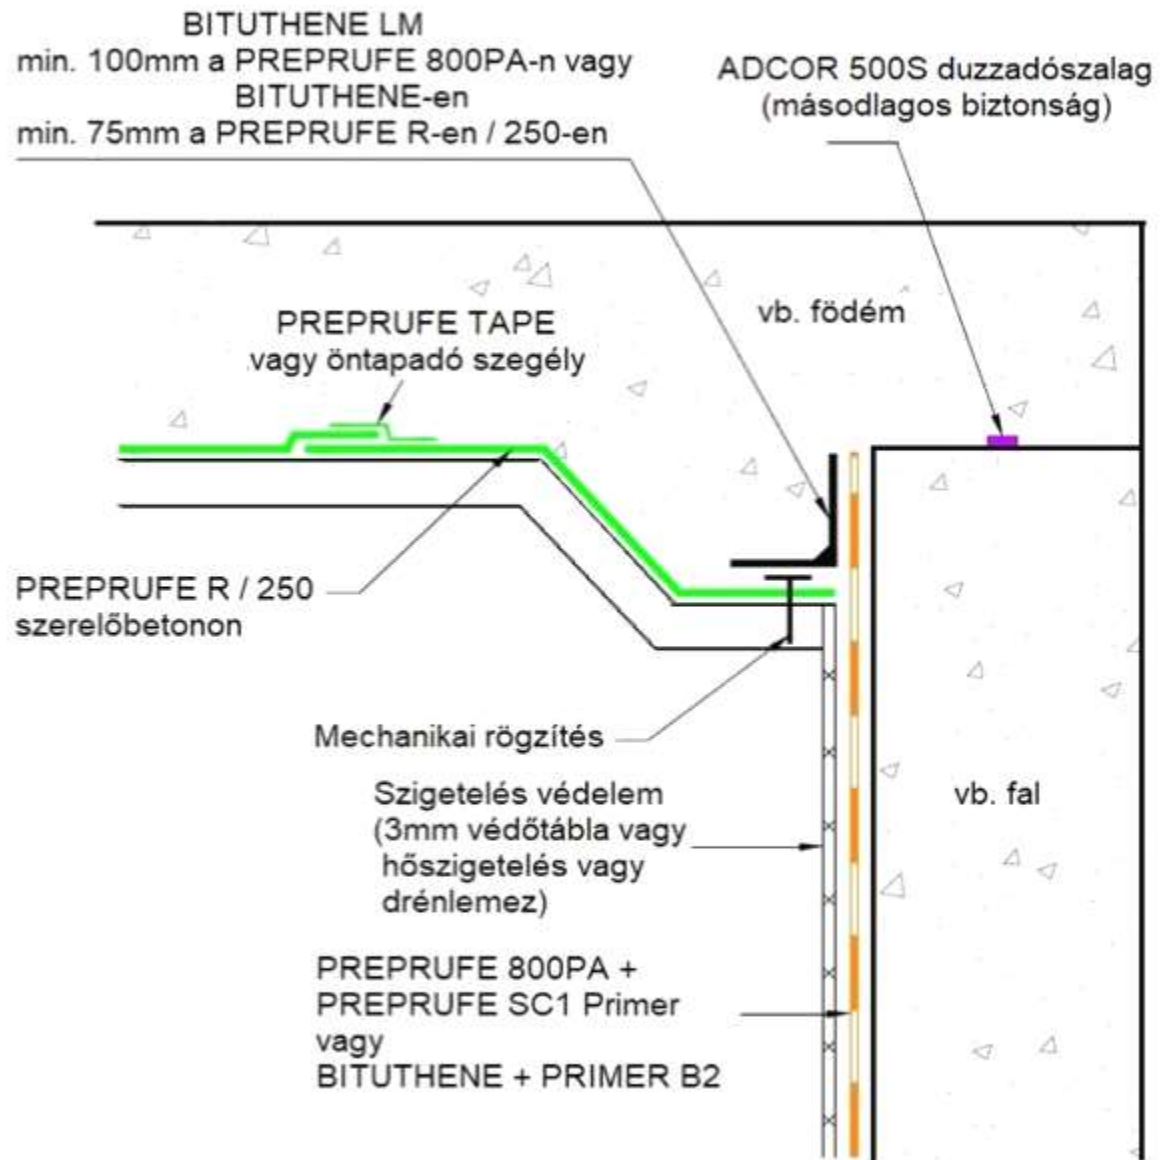 BITUTHENE LM
min. 100mm a PREPRUFE 800PA-n vagy
BITUTHENE-en
min. 75mm a PREPRUFE R-en / 250-en
ADCOR 500S duzzadószalag
(másodlagos biztonság)
vb. födém
PREPRUFE TAPE
vagy öntapadó szegély
PREPRUFE R / 250
szerelőbetonon
Mechanikai rögzítés
Szigetelés védelem
(3mm védőtábla vagy
hőszigetelés vagy
drénlemez)
vb. fal
PREPRUFE 800PA +
PREPRUFE SC1 Primer
vagy
BITUTHENE + PRIMER B2